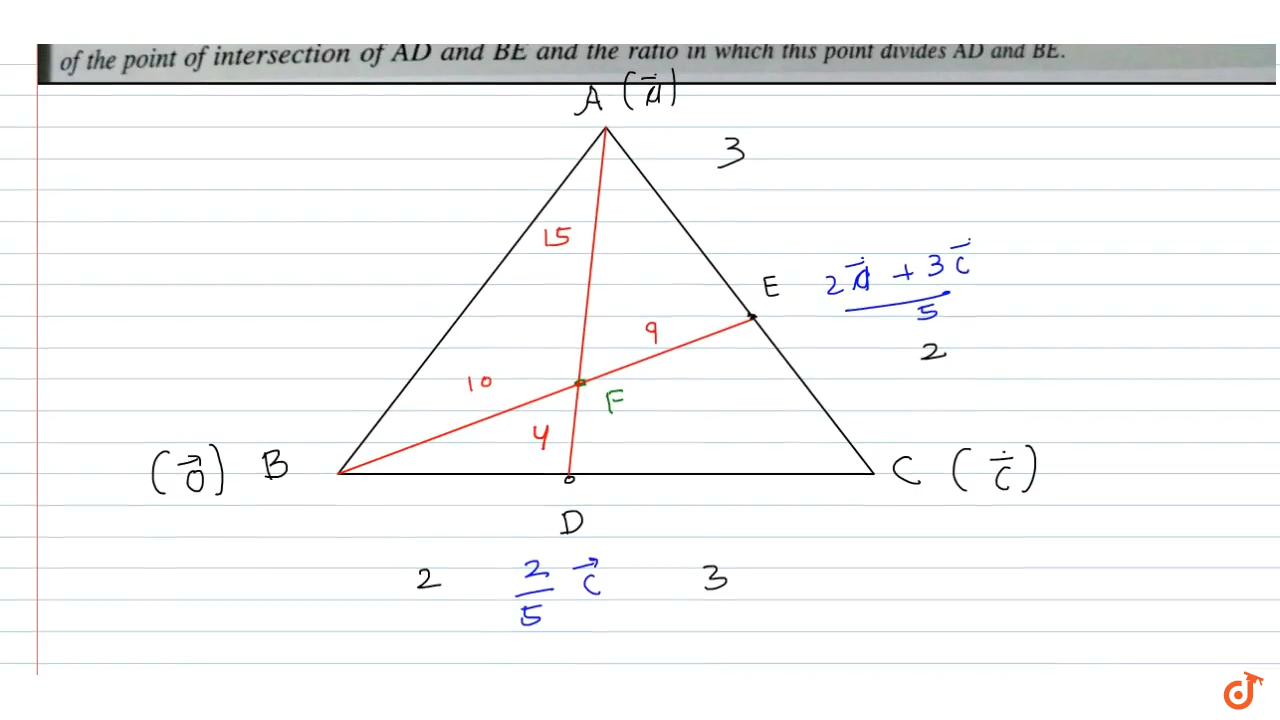 of the point of intersection of AD and BE and the ratio in which this point divides AD and BE.
A (a⃗)
3
15
E
2a⃗ + 3c⃗
5
9
2
10
F
4
(0⃗) B
C (c⃗)
D
2
2 c⃗
5
3